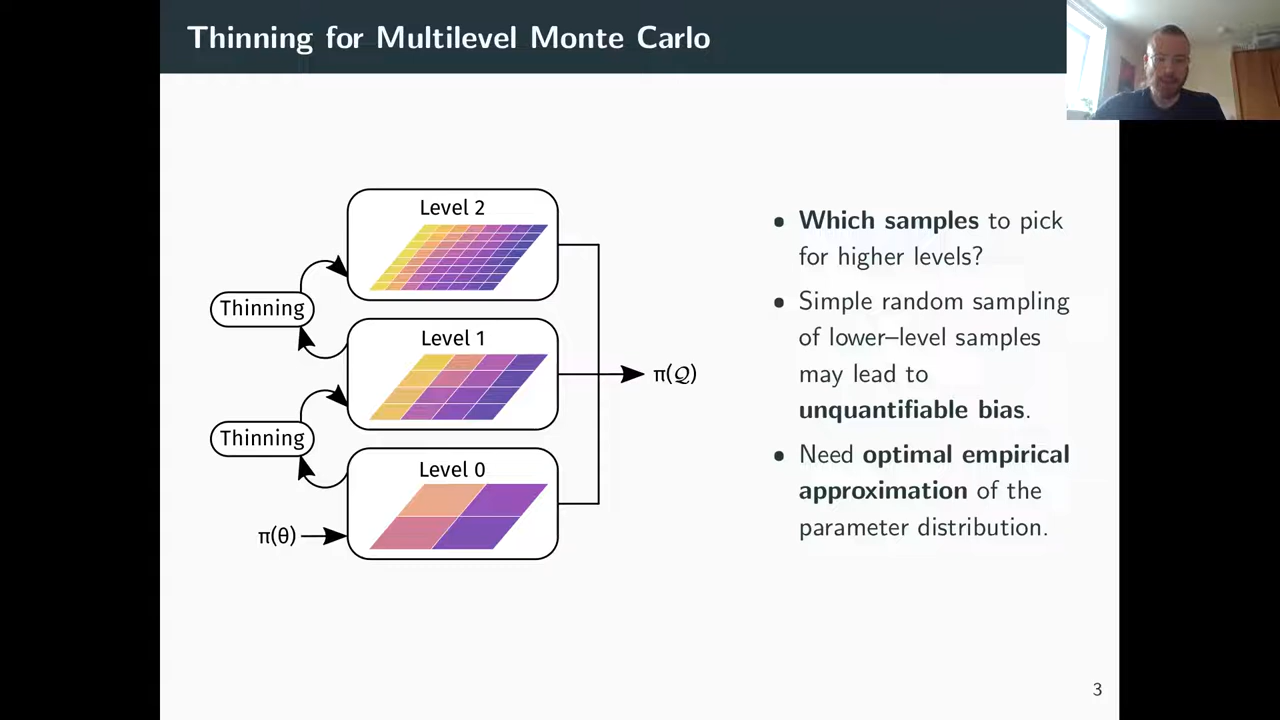 Thinning for Multilevel Monte Carlo
Level 2
Thinning
Level 1
π(𝒬)
Thinning
Level 0
π(θ)
• Which samples to pick
for higher levels?
• Simple random sampling
of lower–level samples
may lead to
unquantifiable bias.
• Need optimal empirical
approximation of the
parameter distribution.
3